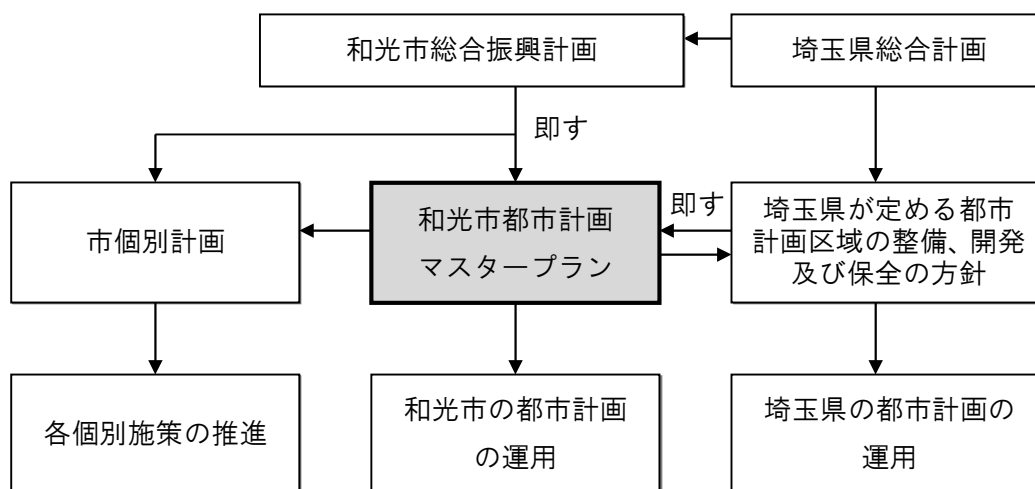 和光市総合振興計画
埼玉県総合計画
即す
市個別計画
和光市都市計画
マスタープラン
即す
埼玉県が定める都市
計画区域の整備、開発
及び保全の方針
各個別施策の推進
和光市の都市計画
の運用
埼玉県の都市計画の
運用